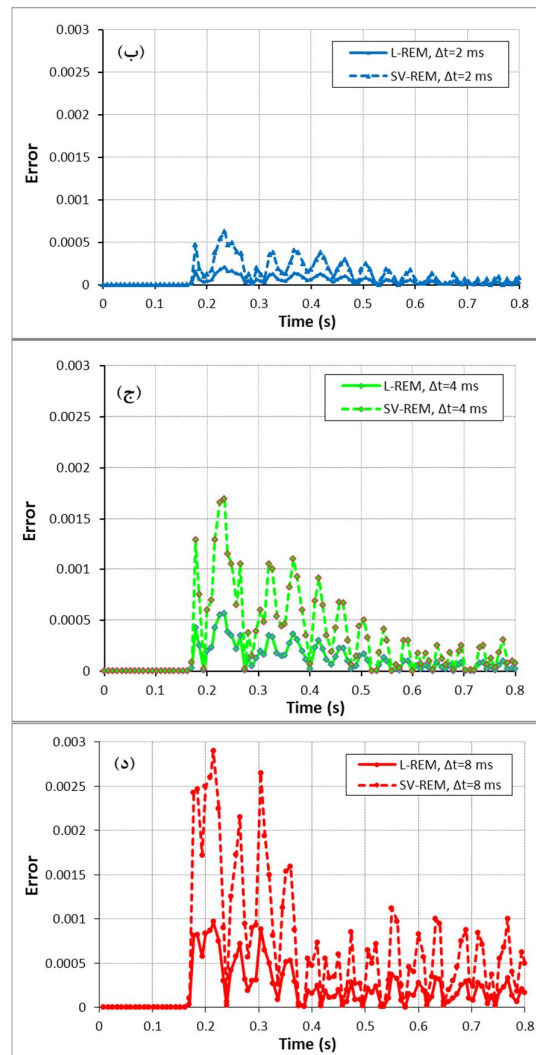 (ب)
0.003
0.0025
0.002
0.0015
0.001
0.0005
0
Error
L-REM, Δt=2 ms
SV-REM, Δt=2 ms
0 0.1 0.2 0.3 0.4 0.5 0.6 0.7 0.8
Time (s)
(ج)
0.003
0.0025
0.002
0.0015
0.001
0.0005
0
Error
L-REM, Δt=4 ms
SV-REM, Δt=4 ms
0 0.1 0.2 0.3 0.4 0.5 0.6 0.7 0.8
Time (s)
(د)
0.003
0.0025
0.002
0.0015
0.001
0.0005
0
Error
L-REM, Δt=8 ms
SV-REM, Δt=8 ms
0 0.1 0.2 0.3 0.4 0.5 0.6 0.7 0.8
Time (s)